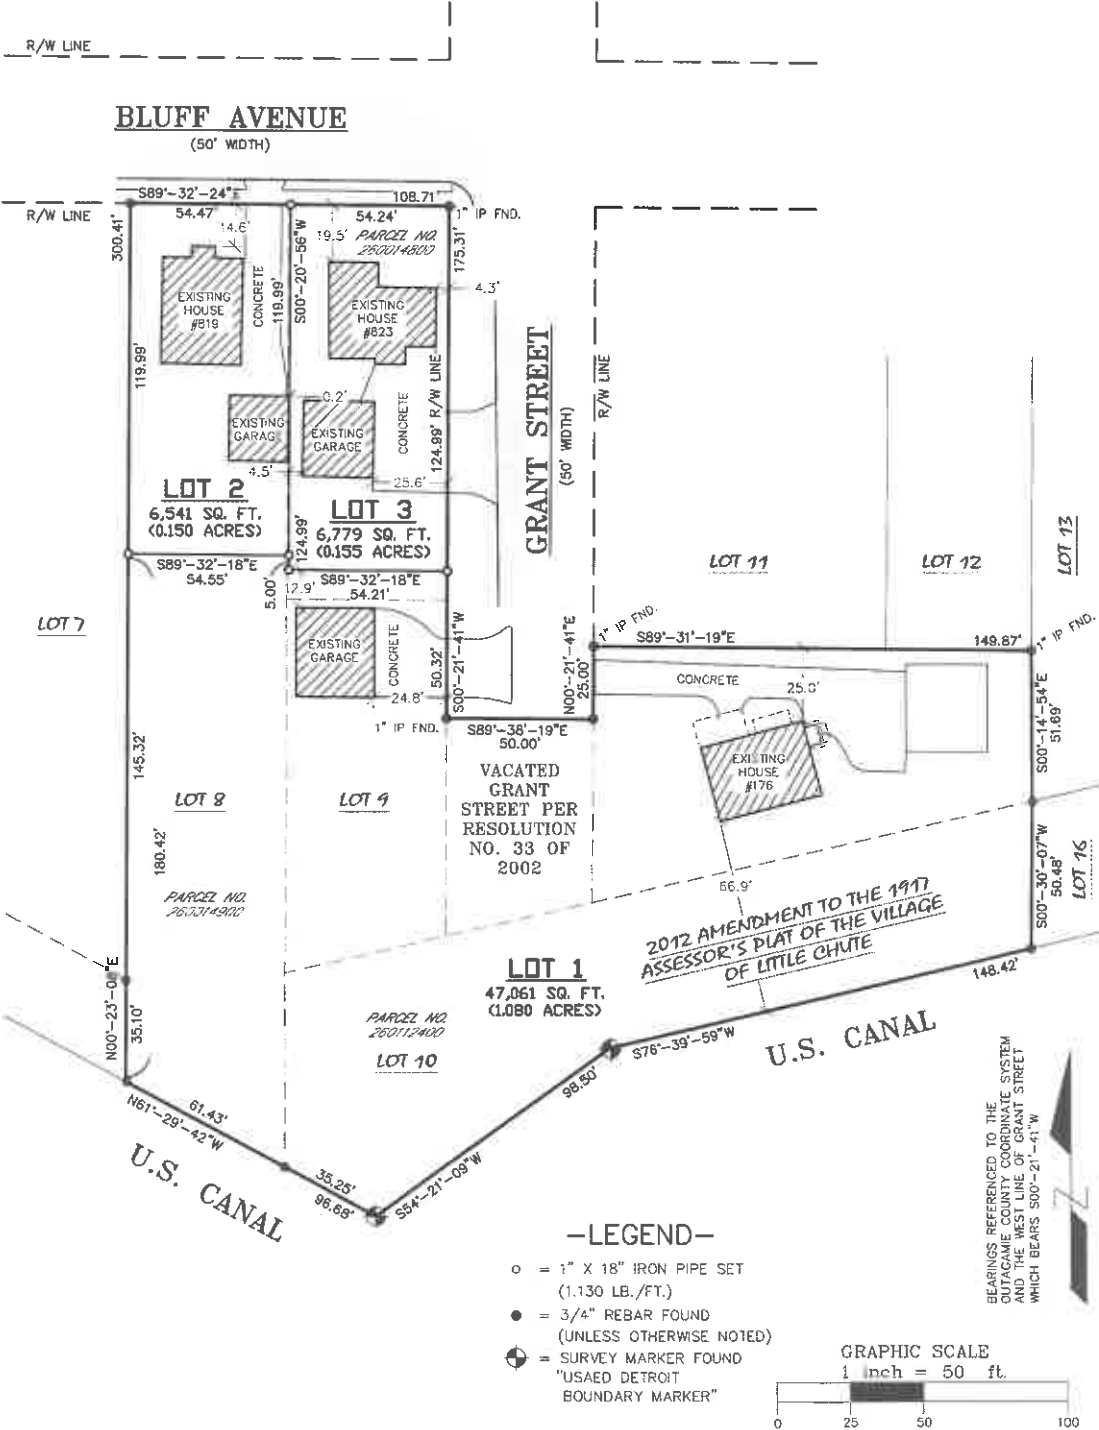 R/W LINE
BLUFF AVENUE
(50' WIDTH)
S89°-32'-24"E
108.71'
R/W LINE
54.47'
54.24'
1" IP FND.
300.41'
14.6'
S00°-20'-56"W
19.5'
PARCEL NO.
260014800
175.31'
4.3'
EXISTING
HOUSE
#819
CONCRETE
119.99'
EXISTING
HOUSE
#823
119.99'
R/W LINE
GRANT STREET
(50' WIDTH)
R/W LINE
0.2'
EXISTING
GARAG
EXISTING
GARAGE
CONCRETE
124.99'
4.5'
25.6'
LOT 2
6,541 SQ. FT.
(0.150 ACRES)
LOT 3
6,779 SQ. FT.
(0.155 ACRES)
124.99'
S89°-32'-18"E
54.55'
5.00'
S89°-32'-18"E
54.21'
12.9'
LOT 11
LOT 12
LOT 13
LOT 7
EXISTING
GARAGE
CONCRETE
24.8'
50.32'
S00°-21'-41"W
1" IP FND.
N00°-21'-41"E
25.00'
1" IP FND.
S89°-31'-19"E
149.87'
1" IP FND.
CONCRETE
S00°-14'-54"E
51.69'
S89°-38'-19"E
50.00'
EXISTING
HOUSE
#176
145.32'
LOT 8
LOT 9
VACATED
GRANT
STREET PER
RESOLUTION
NO. 33 OF
2002
180.42'
PARCEL NO.
260014900
66.9'
S00°-30'-07"W
50.48'
LOT 16
2012 AMENDMENT TO THE 1917
ASSESSOR'S PLAT OF THE VILLAGE
OF LITTLE CHUTE
N00°-23'-08"E
35.10'
LOT 1
47,061 SQ. FT.
(1.080 ACRES)
148.42'
PARCEL NO.
260112400
LOT 10
S76°-39'-59"W
U.S. CANAL
98.50'
61.43'
N61°-29'-42"W
U.S. CANAL
35.25'
96.68'
S54°-21'-09"W
BEARINGS REFERENCED TO THE
OUTAGAMIE COUNTY COORDINATE SYSTEM
AND THE WEST LINE OF GRANT STREET
WHICH BEARS S00°-21'-41"W
-LEGEND-
○ = 1" X 18" IRON PIPE SET
(1.130 LB./FT.)
● = 3/4" REBAR FOUND
(UNLESS OTHERWISE NOTED)
= SURVEY MARKER FOUND
"USAED DETROIT
BOUNDARY MARKER"
GRAPHIC SCALE
1 inch = 50 ft.
0 25 50 100